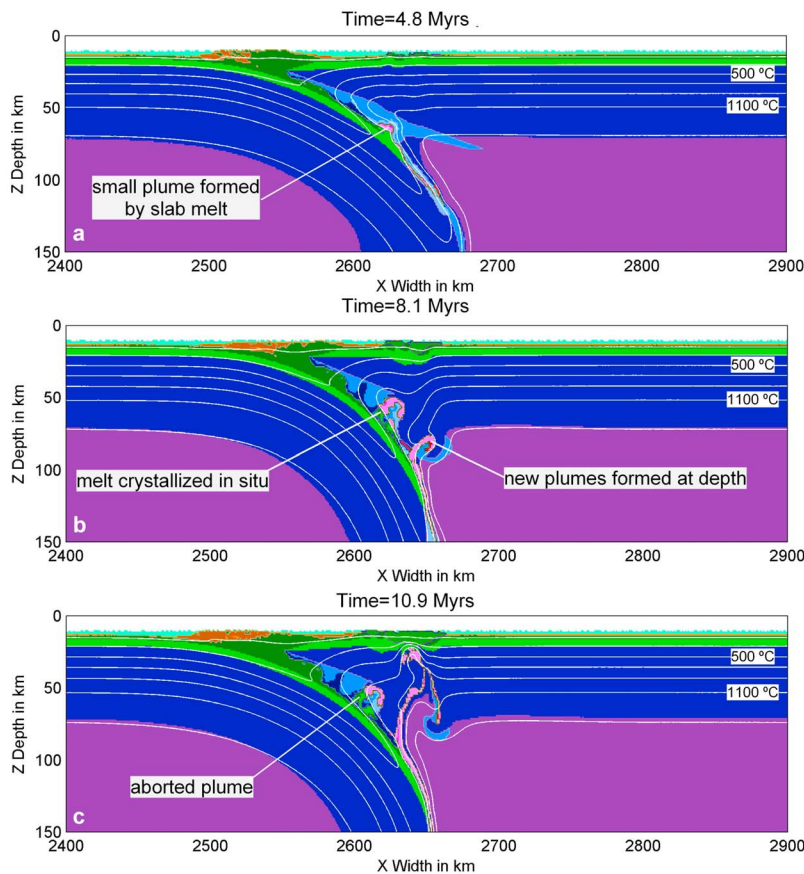 Time=4.8 Myrs
0
50
100
150
Z Depth in km
500 ºC
1100 ºC
small plume formed
by slab melt
a
2400
2500
2600
2700
2800
2900
X Width in km
Time=8.1 Myrs
0
50
100
150
Z Depth in km
500 ºC
1100 ºC
melt crystallized in situ
new plumes formed at depth
b
2400
2500
2600
2700
2800
2900
X Width in km
Time=10.9 Myrs
0
50
100
150
Z Depth in km
500 ºC
1100 ºC
aborted plume
c
2400
2500
2600
2700
2800
2900
X Width in km